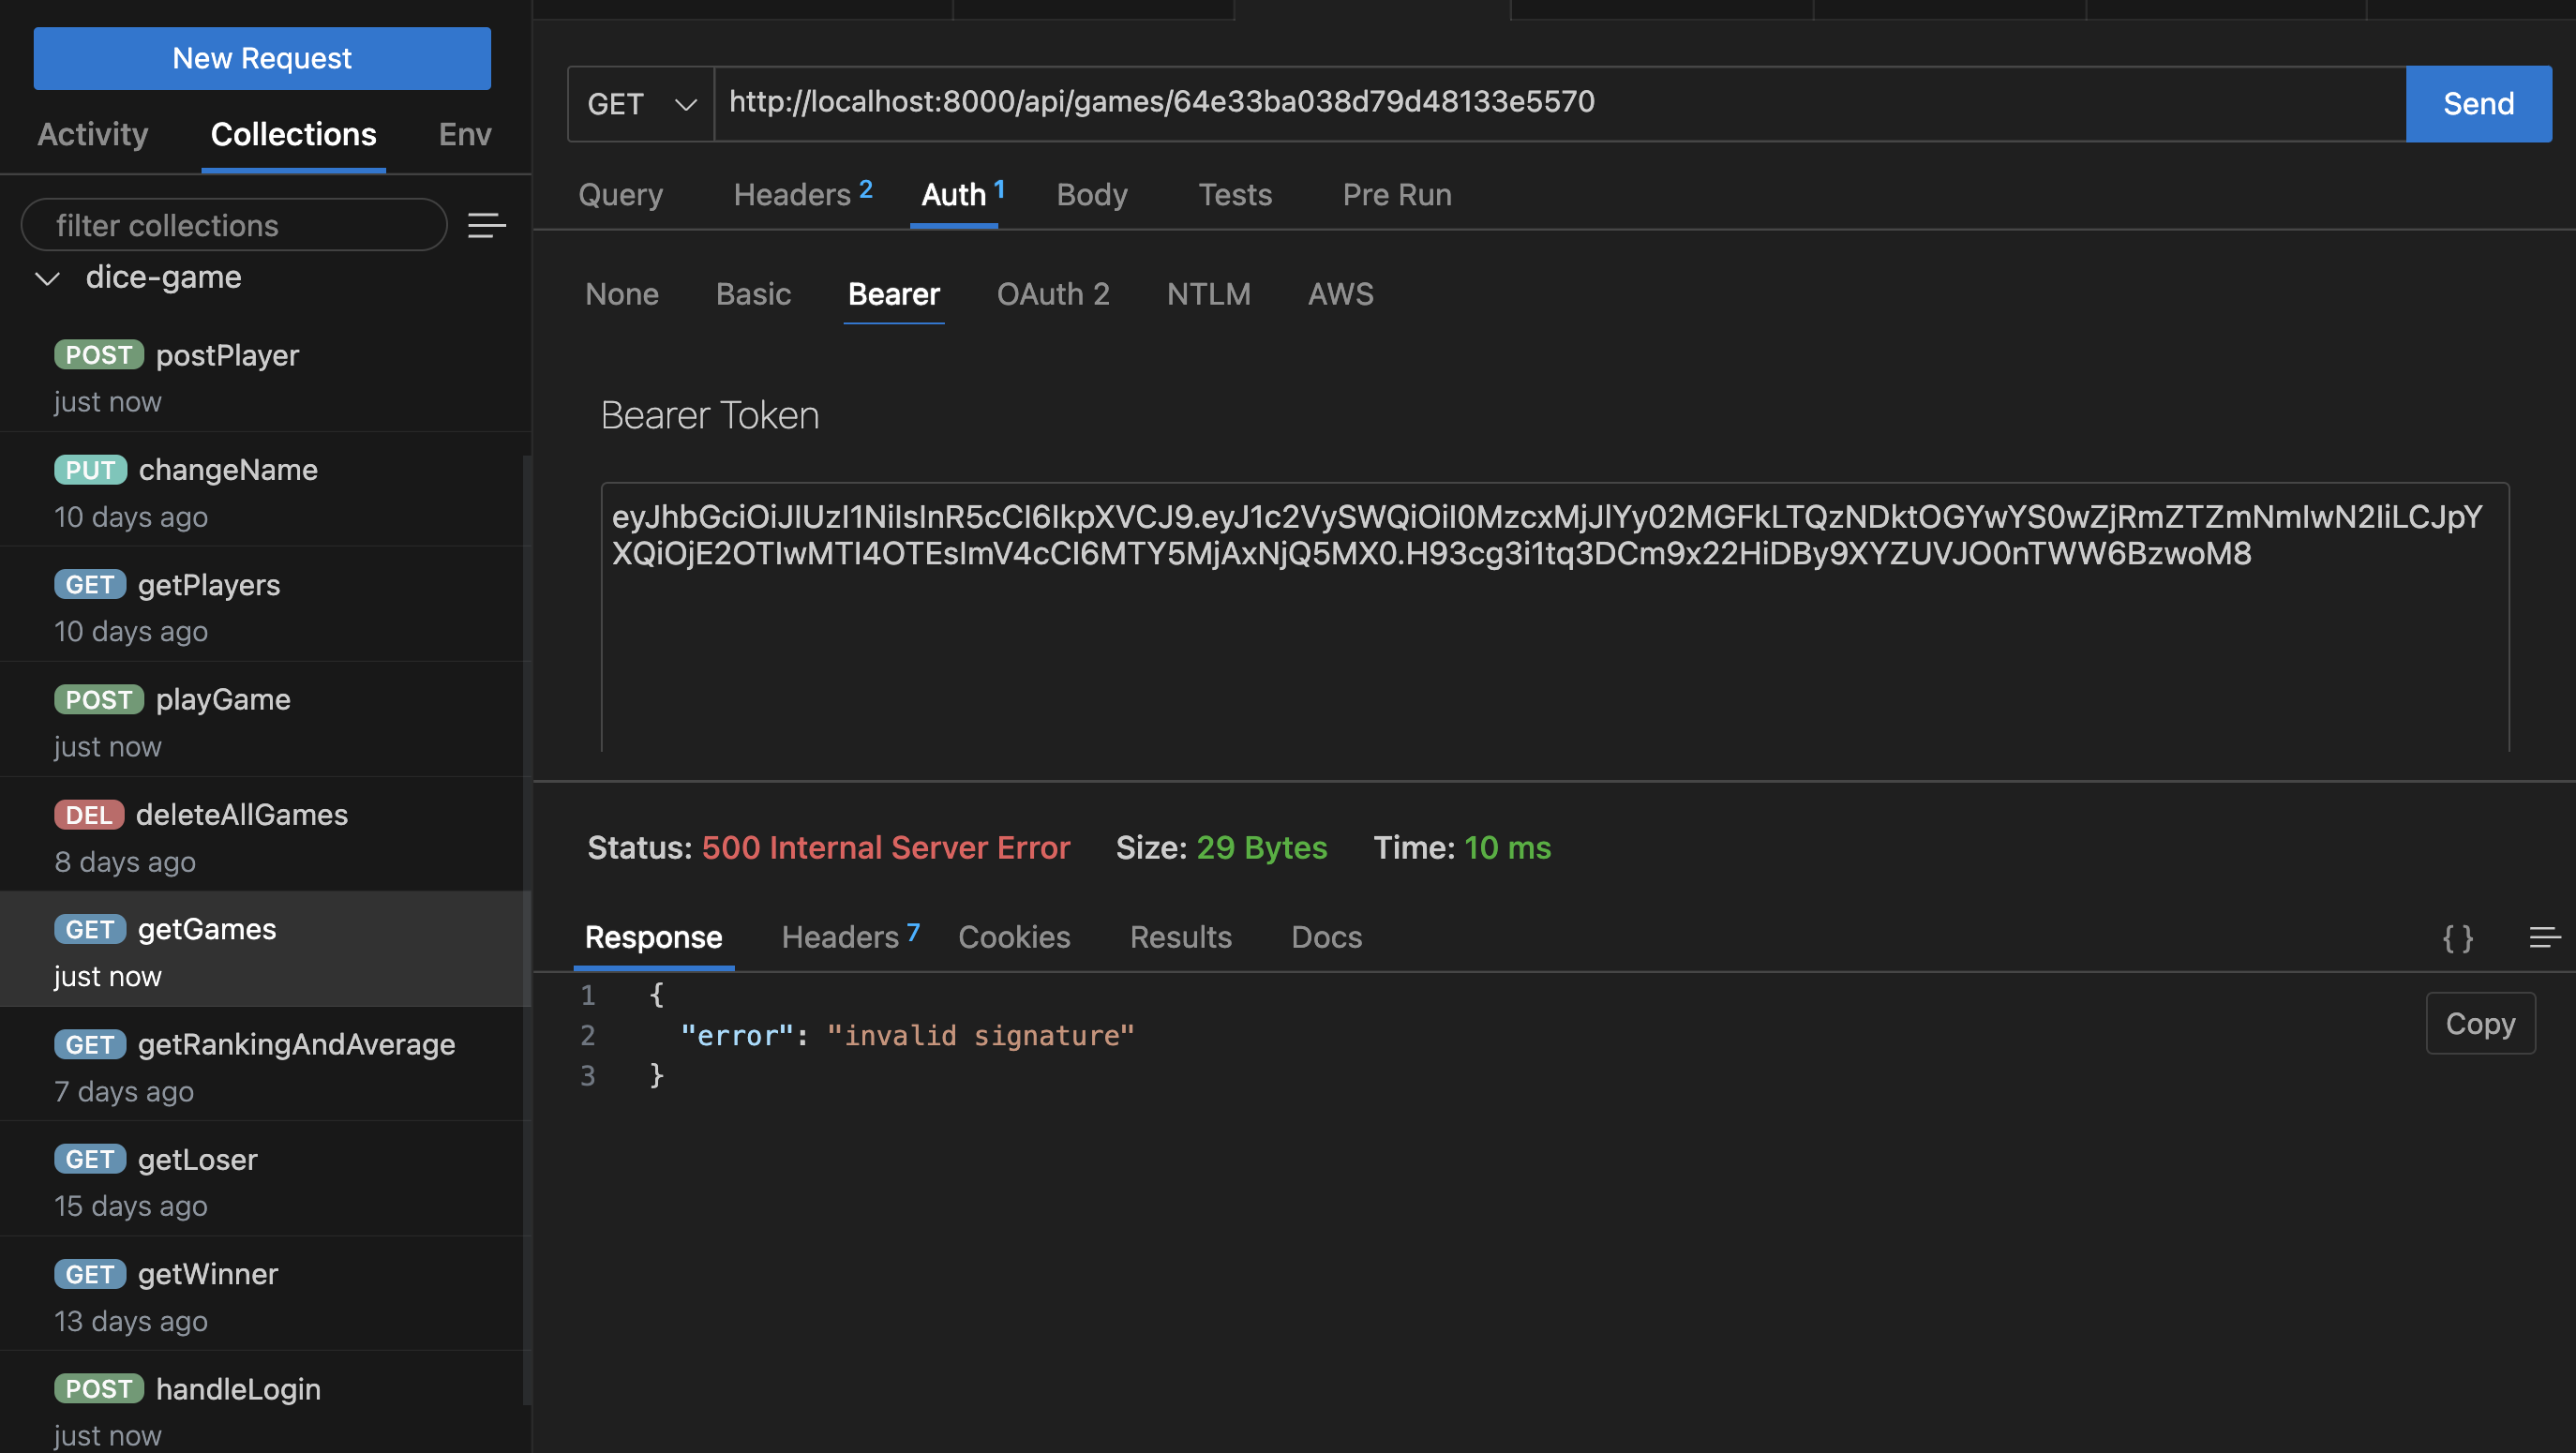 New Request
Activity Collections Env
filter collections
dice-game
POST postPlayer
just now
PUT changeName
10 days ago
GET getPlayers
10 days ago
POST playGame
just now
DEL deleteAllGames
8 days ago
GET getGames
just now
GET getRankingAndAverage
7 days ago
GET getLoser
15 days ago
GET getWinner
13 days ago
POST handleLogin
just now
GET http://localhost:8000/api/games/64e33ba038d79d48133e5570 Send
Query Headers 2 Auth 1 Body Tests Pre Run
None Basic Bearer OAuth 2 NTLM AWS
Bearer Token
eyJhbGciOiJIUzI1NiIsInR5cCI6IkpXVCJ9.eyJ1c2VySWQiOiI0MzcxMjJlYy02MGFkLTQzNDktOGYwYS0wZjRmZTZmNmIwN2IiLCJpY
XQiOjE2OTIwMTI4OTEsImV4cCI6MTY5MjAxNjQ5MX0.H93cg3i1tq3DCm9x22HiDBy9XYZUVJO0nTWW6BzwoM8
Status: 500 Internal Server Error Size: 29 Bytes Time: 10 ms
Response Headers 7 Cookies Results Docs {}
Copy
1 {
2 "error": "invalid signature"
3 }